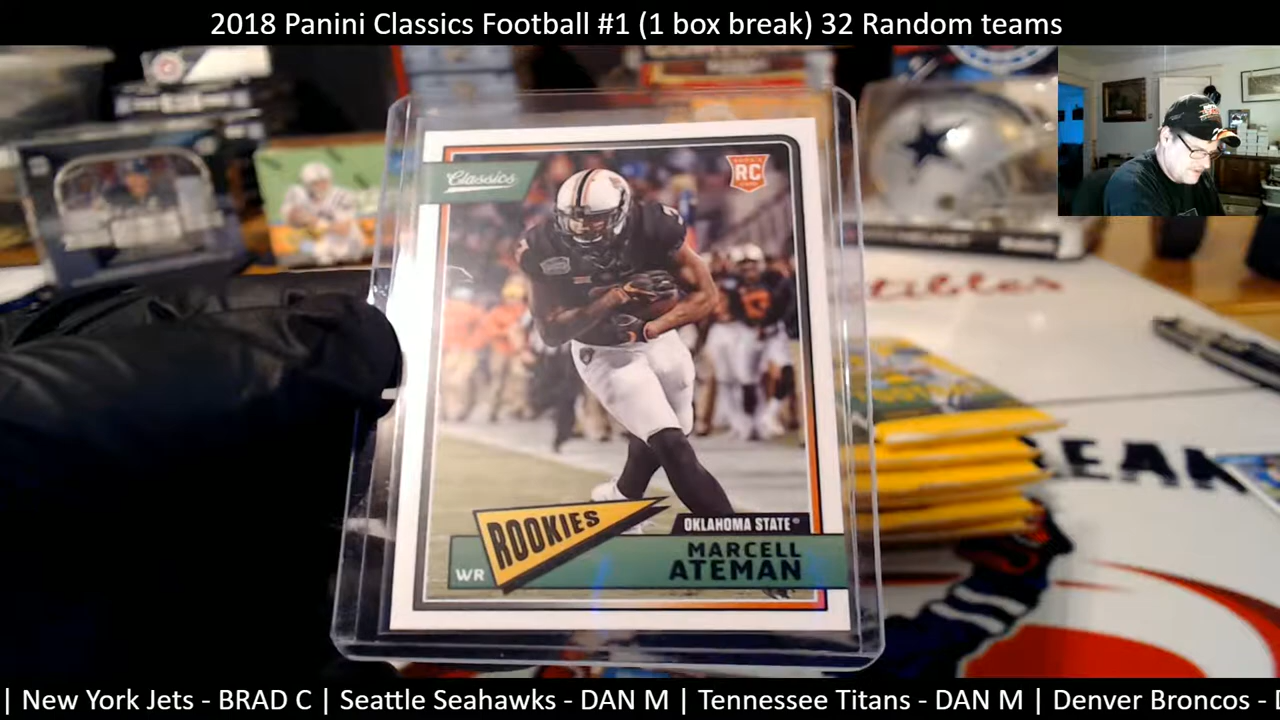 2018 Panini Classics Football #1 (1 box break) 32 Random teams
Classics
RC
ROOKIES
OKLAHOMA STATE
WR
MARCELL
ATEMAN
| New York Jets - BRAD C | Seattle Seahawks - DAN M | Tennessee Titans - DAN M | Denver Broncos -